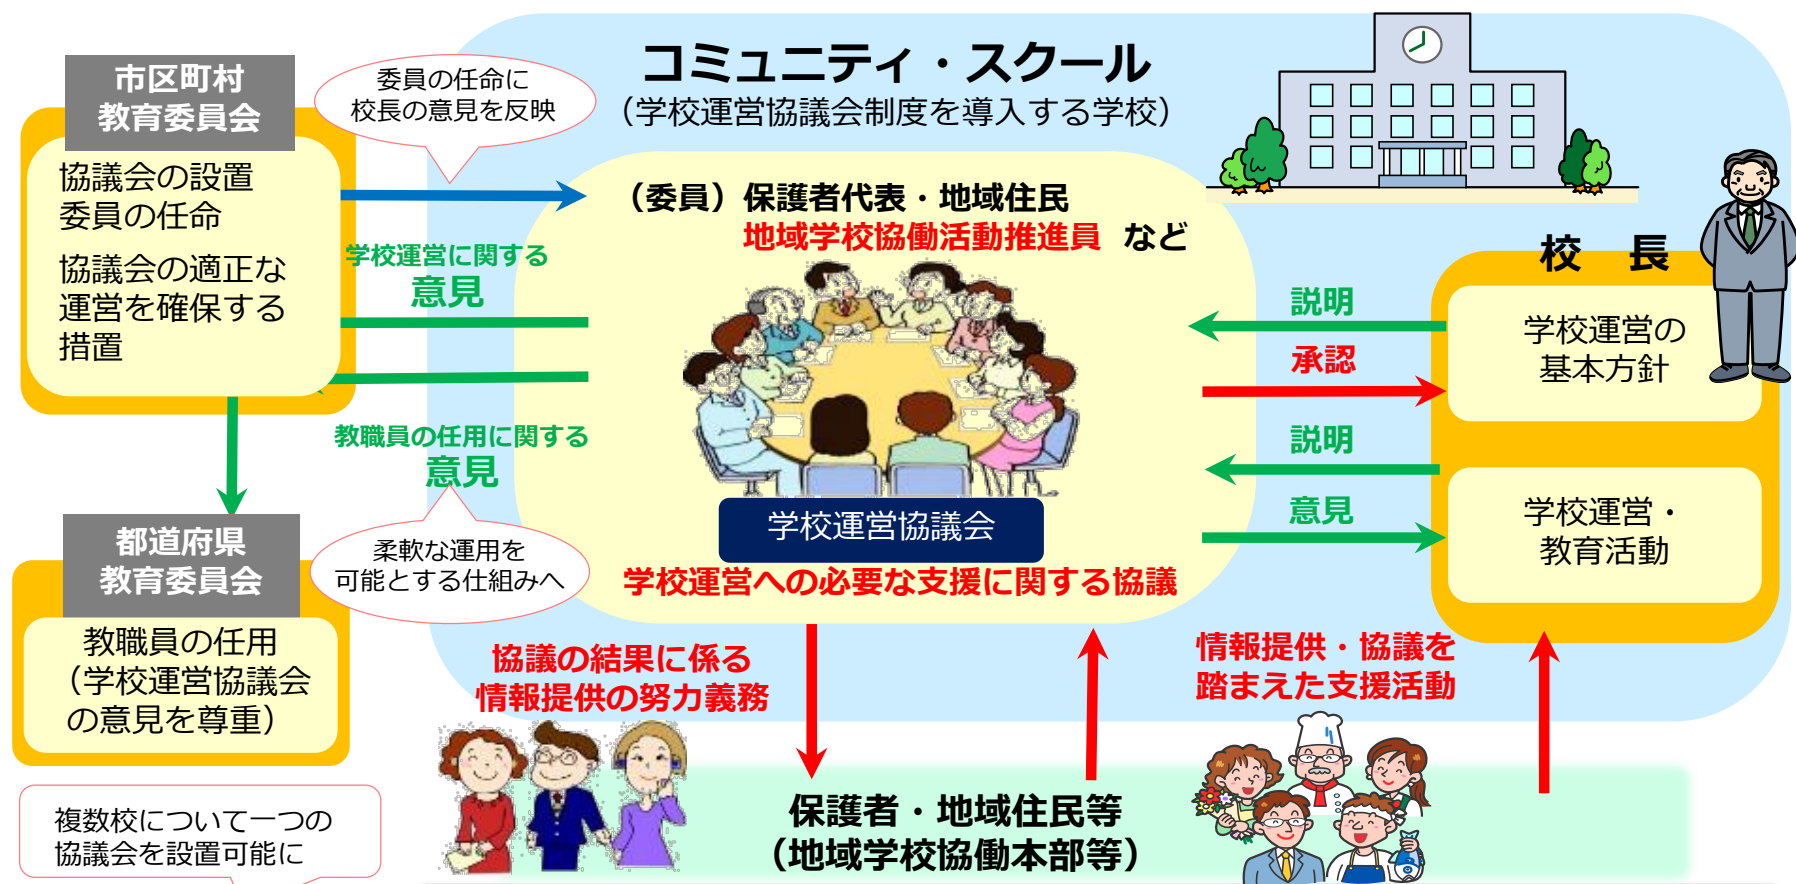 コミュニティ・スクール
（学校運営協議会制度を導入する学校）
市区町村
教育委員会
協議会の設置
委員の任命
協議会の適正な
運営を確保する
措置
委員の任命に
校長の意見を反映
学校運営に関する
意見
教職員の任用に関する
意見
柔軟な運用を
可能とする仕組みへ
都道府県
教育委員会
教職員の任用
（学校運営協議会
の意見を尊重）
複数校について一つの
協議会を設置可能に
（委員）保護者代表・地域住民
地域学校協働活動推進員 など
学校運営協議会
学校運営への必要な支援に関する協議
校 長
説明
承認
学校運営の
基本方針
説明
意見
学校運営・
教育活動
協議の結果に係る
情報提供の努力義務
情報提供・協議を
踏まえた支援活動
保護者・地域住民等
（地域学校協働本部等）